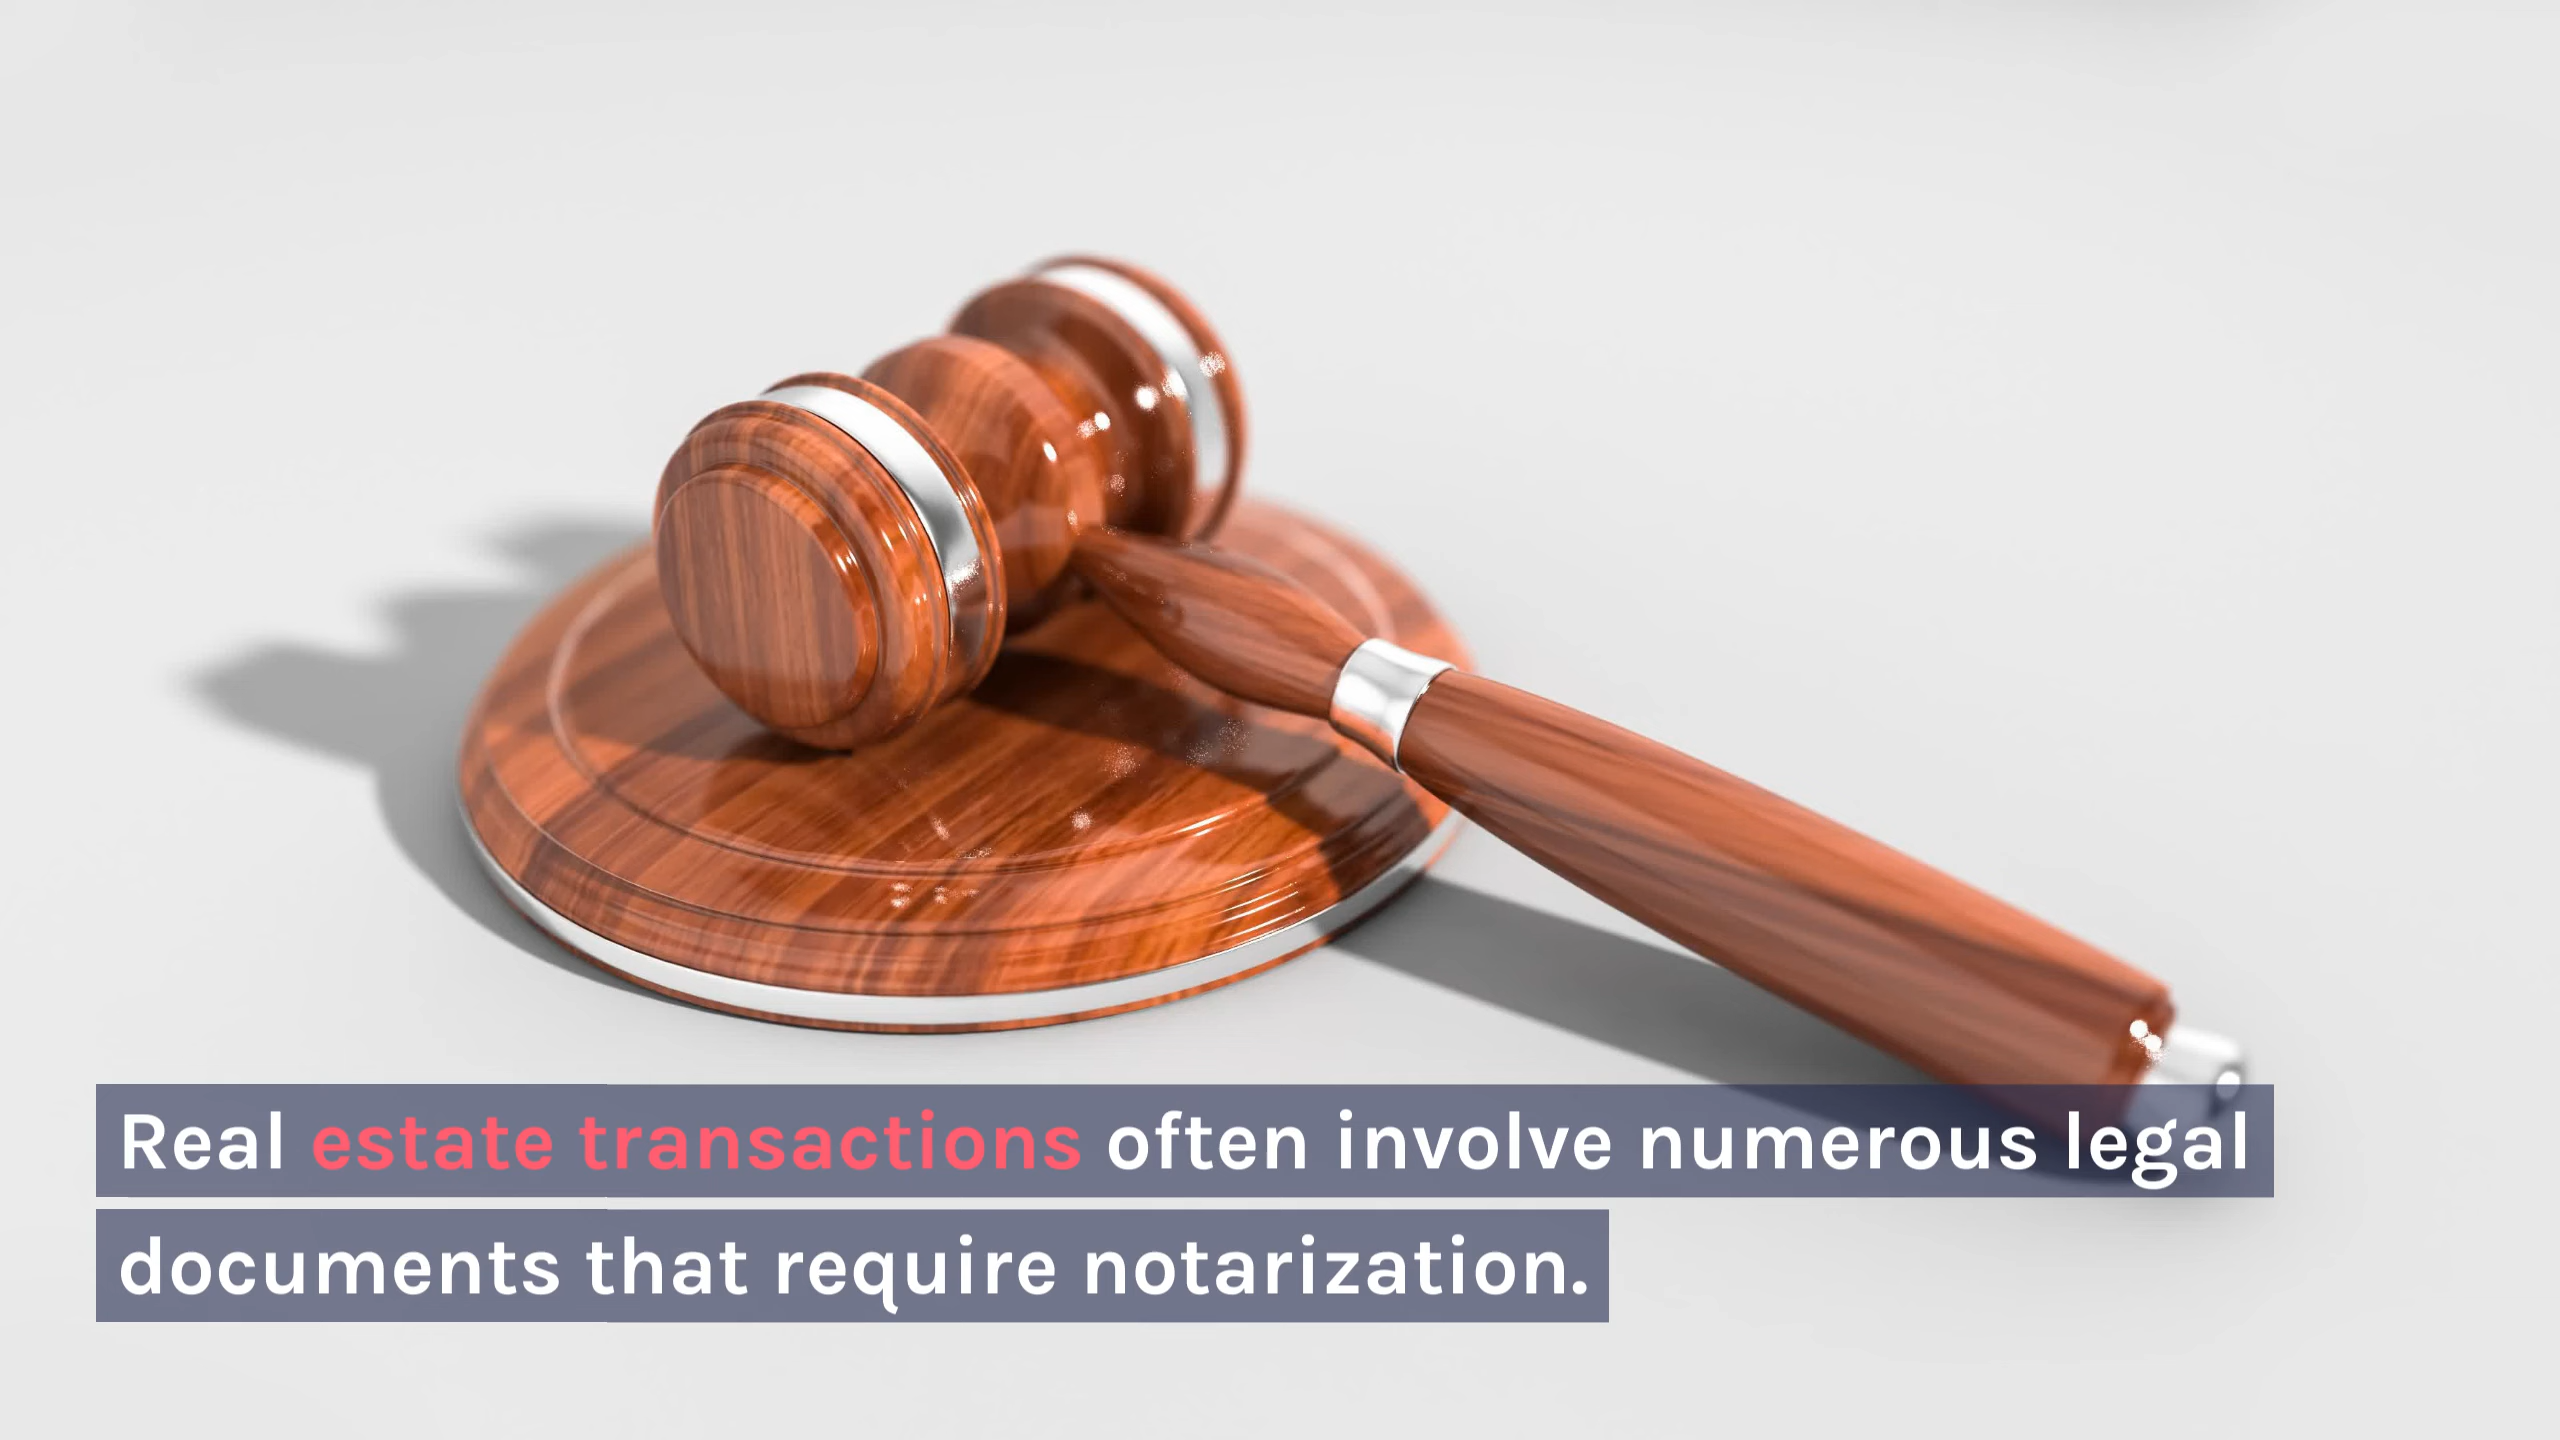 Real estate transactions often involve numerous legal
documents that require notarization.